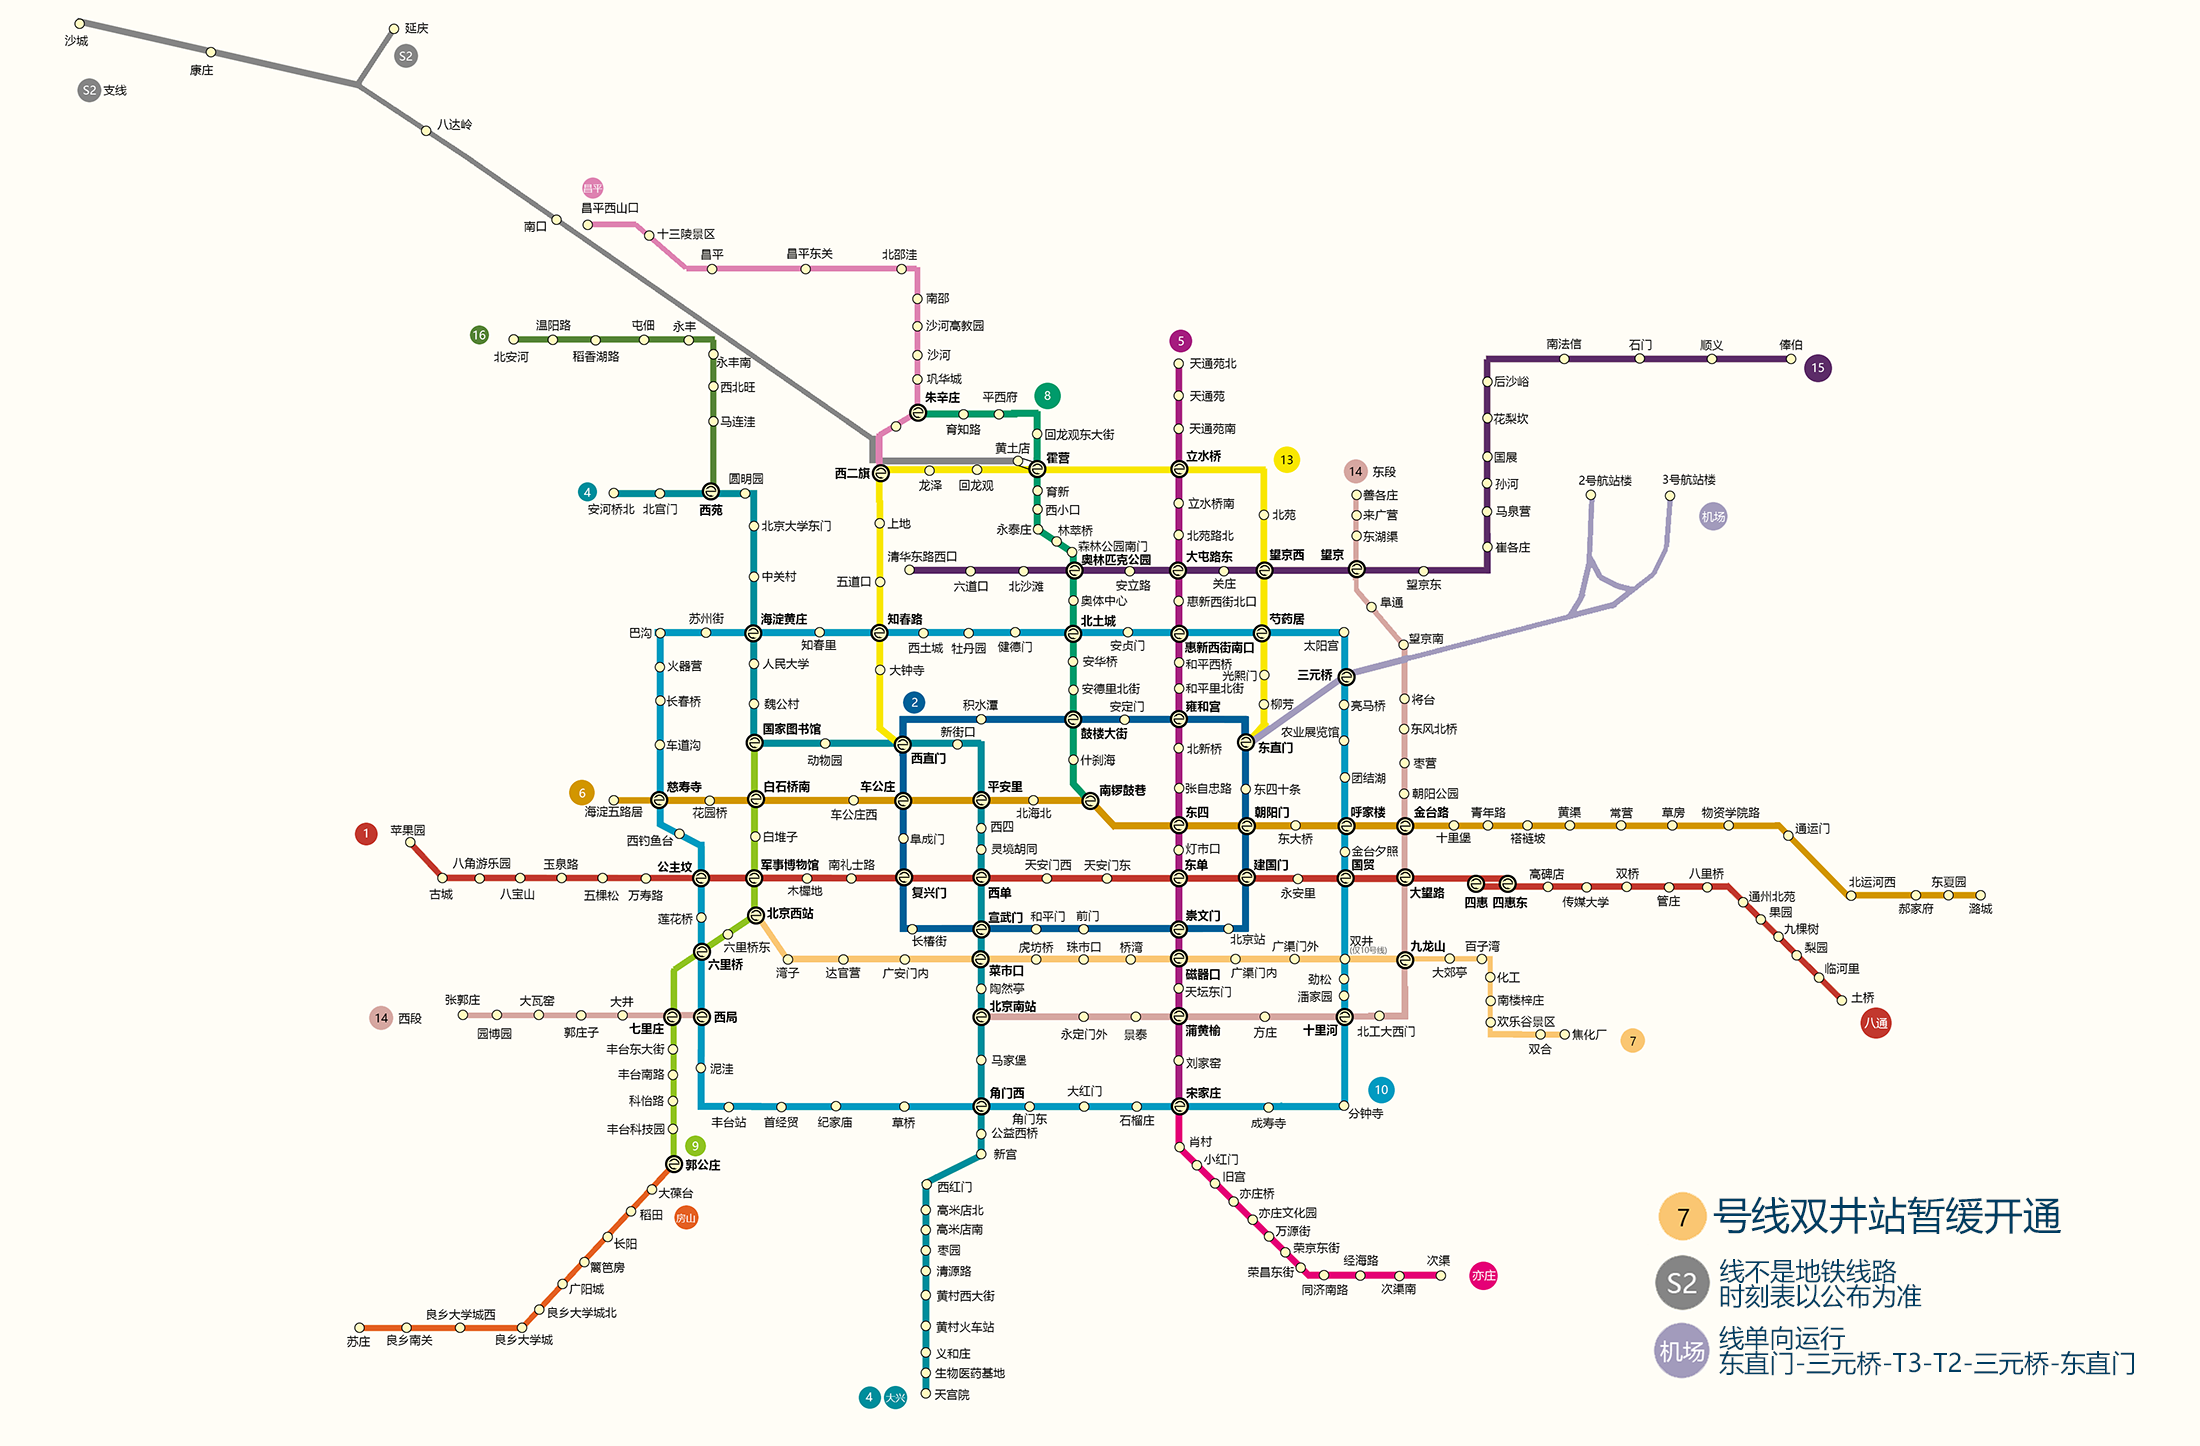 沙城
康庄
延庆
S2
S2 支线
八达岭
南口
昌平
昌平西山口
十三陵景区
昌平
昌平东关
北邵洼
南邵
沙河高教园
沙河
巩华城
朱辛庄
16
北安河
温阳路
稻香湖路
屯佃
永丰
永丰南
西北旺
马连洼
西苑
4
安河桥北
北宫门
圆明园
北京大学东门
中关村
海淀黄庄
人民大学
魏公村
国家图书馆
动物园
西直门
新街口
平安里
西四
灵境胡同
西单
宣武门
菜市口
陶然亭
北京南站
马家堡
角门西
公益西桥
新宫
西红门
高米店北
高米店南
枣园
清源路
黄村西大街
黄村火车站
义和庄
生物医药基地
天宫院
4 大兴
8
育知路
平西府
回龙观东大街
黄土店
霍营
育新
西小口
永泰庄
林萃桥
森林公园南门
奥林匹克公园
奥体中心
北土城
安华桥
安德里北街
鼓楼大街
什刹海
南锣鼓巷
5
天通苑北
天通苑
天通苑南
立水桥
立水桥南
北苑路北
大屯路东
惠新西街北口
惠新西街南口
和平西桥
和平里北街
雍和宫
北新桥
张自忠路
东四
灯市口
东单
崇文门
磁器口
天坛东门
蒲黄榆
刘家窑
宋家庄
13
西二旗
龙泽
回龙观
上地
五道口
知春路
大钟寺
北苑
望京西
芍药居
光熙门
柳芳
东直门
15
清华东路西口
六道口
北沙滩
安立路
关庄
望京
望京东
崔各庄
马泉营
孙河
国展
花梨坎
后沙峪
南法信
石门
顺义
俸伯
14 东段
善各庄
来广营
东湖渠
阜通
望京南
将台
东风北桥
枣营
朝阳公园
金台路
大望路
九龙山
北工大西门
十里河
方庄
景泰
永定门外
2号航站楼
3号航站楼
机场
三元桥
巴沟
苏州街
知春里
西土城
牡丹园
健德门
安贞门
太阳宫
亮马桥
农业展览馆
团结湖
呼家楼
金台夕照
国贸
双井
(仅10号线)
劲松
潘家园
10
分钟寺
成寿寺
石榴庄
大红门
角门东
草桥
纪家庙
首经贸
丰台站
泥洼
西局
六里桥
莲花桥
公主坟
西钓鱼台
慈寿寺
车道沟
长春桥
火器营
2
积水潭
安定门
东四十条
朝阳门
建国门
北京站
前门
和平门
长椿街
复兴门
阜成门
车公庄
6
海淀五路居
花园桥
白石桥南
车公庄西
北海北
东大桥
十里堡
青年路
褡裢坡
黄渠
常营
草房
物资学院路
通运门
北运河西
郝家府
东夏园
潞城
1
苹果园
古城
八角游乐园
八宝山
玉泉路
五棵松
万寿路
军事博物馆
木樨地
南礼士路
天安门西
天安门东
永安里
四惠
四惠东
高碑店
传媒大学
双桥
管庄
八里桥
通州北苑
果园
九棵树
梨园
临河里
土桥
八通
白堆子
北京西站
六里桥东
七里庄
丰台东大街
丰台南路
科怡路
丰台科技园
9
郭公庄
湾子
达官营
广安门内
虎坊桥
珠市口
桥湾
广渠门内
广渠门外
大郊亭
百子湾
化工
南楼梓庄
欢乐谷景区
双合
焦化厂
7
14 西段
张郭庄
园博园
大瓦窑
郭庄子
大井
大葆台
稻田
房山
长阳
篱笆房
广阳城
良乡大学城北
良乡大学城
良乡大学城西
良乡南关
苏庄
肖村
小红门
旧宫
亦庄桥
亦庄文化园
万源街
荣京东街
荣昌东街
同济南路
经海路
次渠南
次渠
亦庄
7 号线双井站暂缓开通
S2 线不是地铁线路
时刻表以公布为准
机场 线单向运行
东直门-三元桥-T3-T2-三元桥-东直门